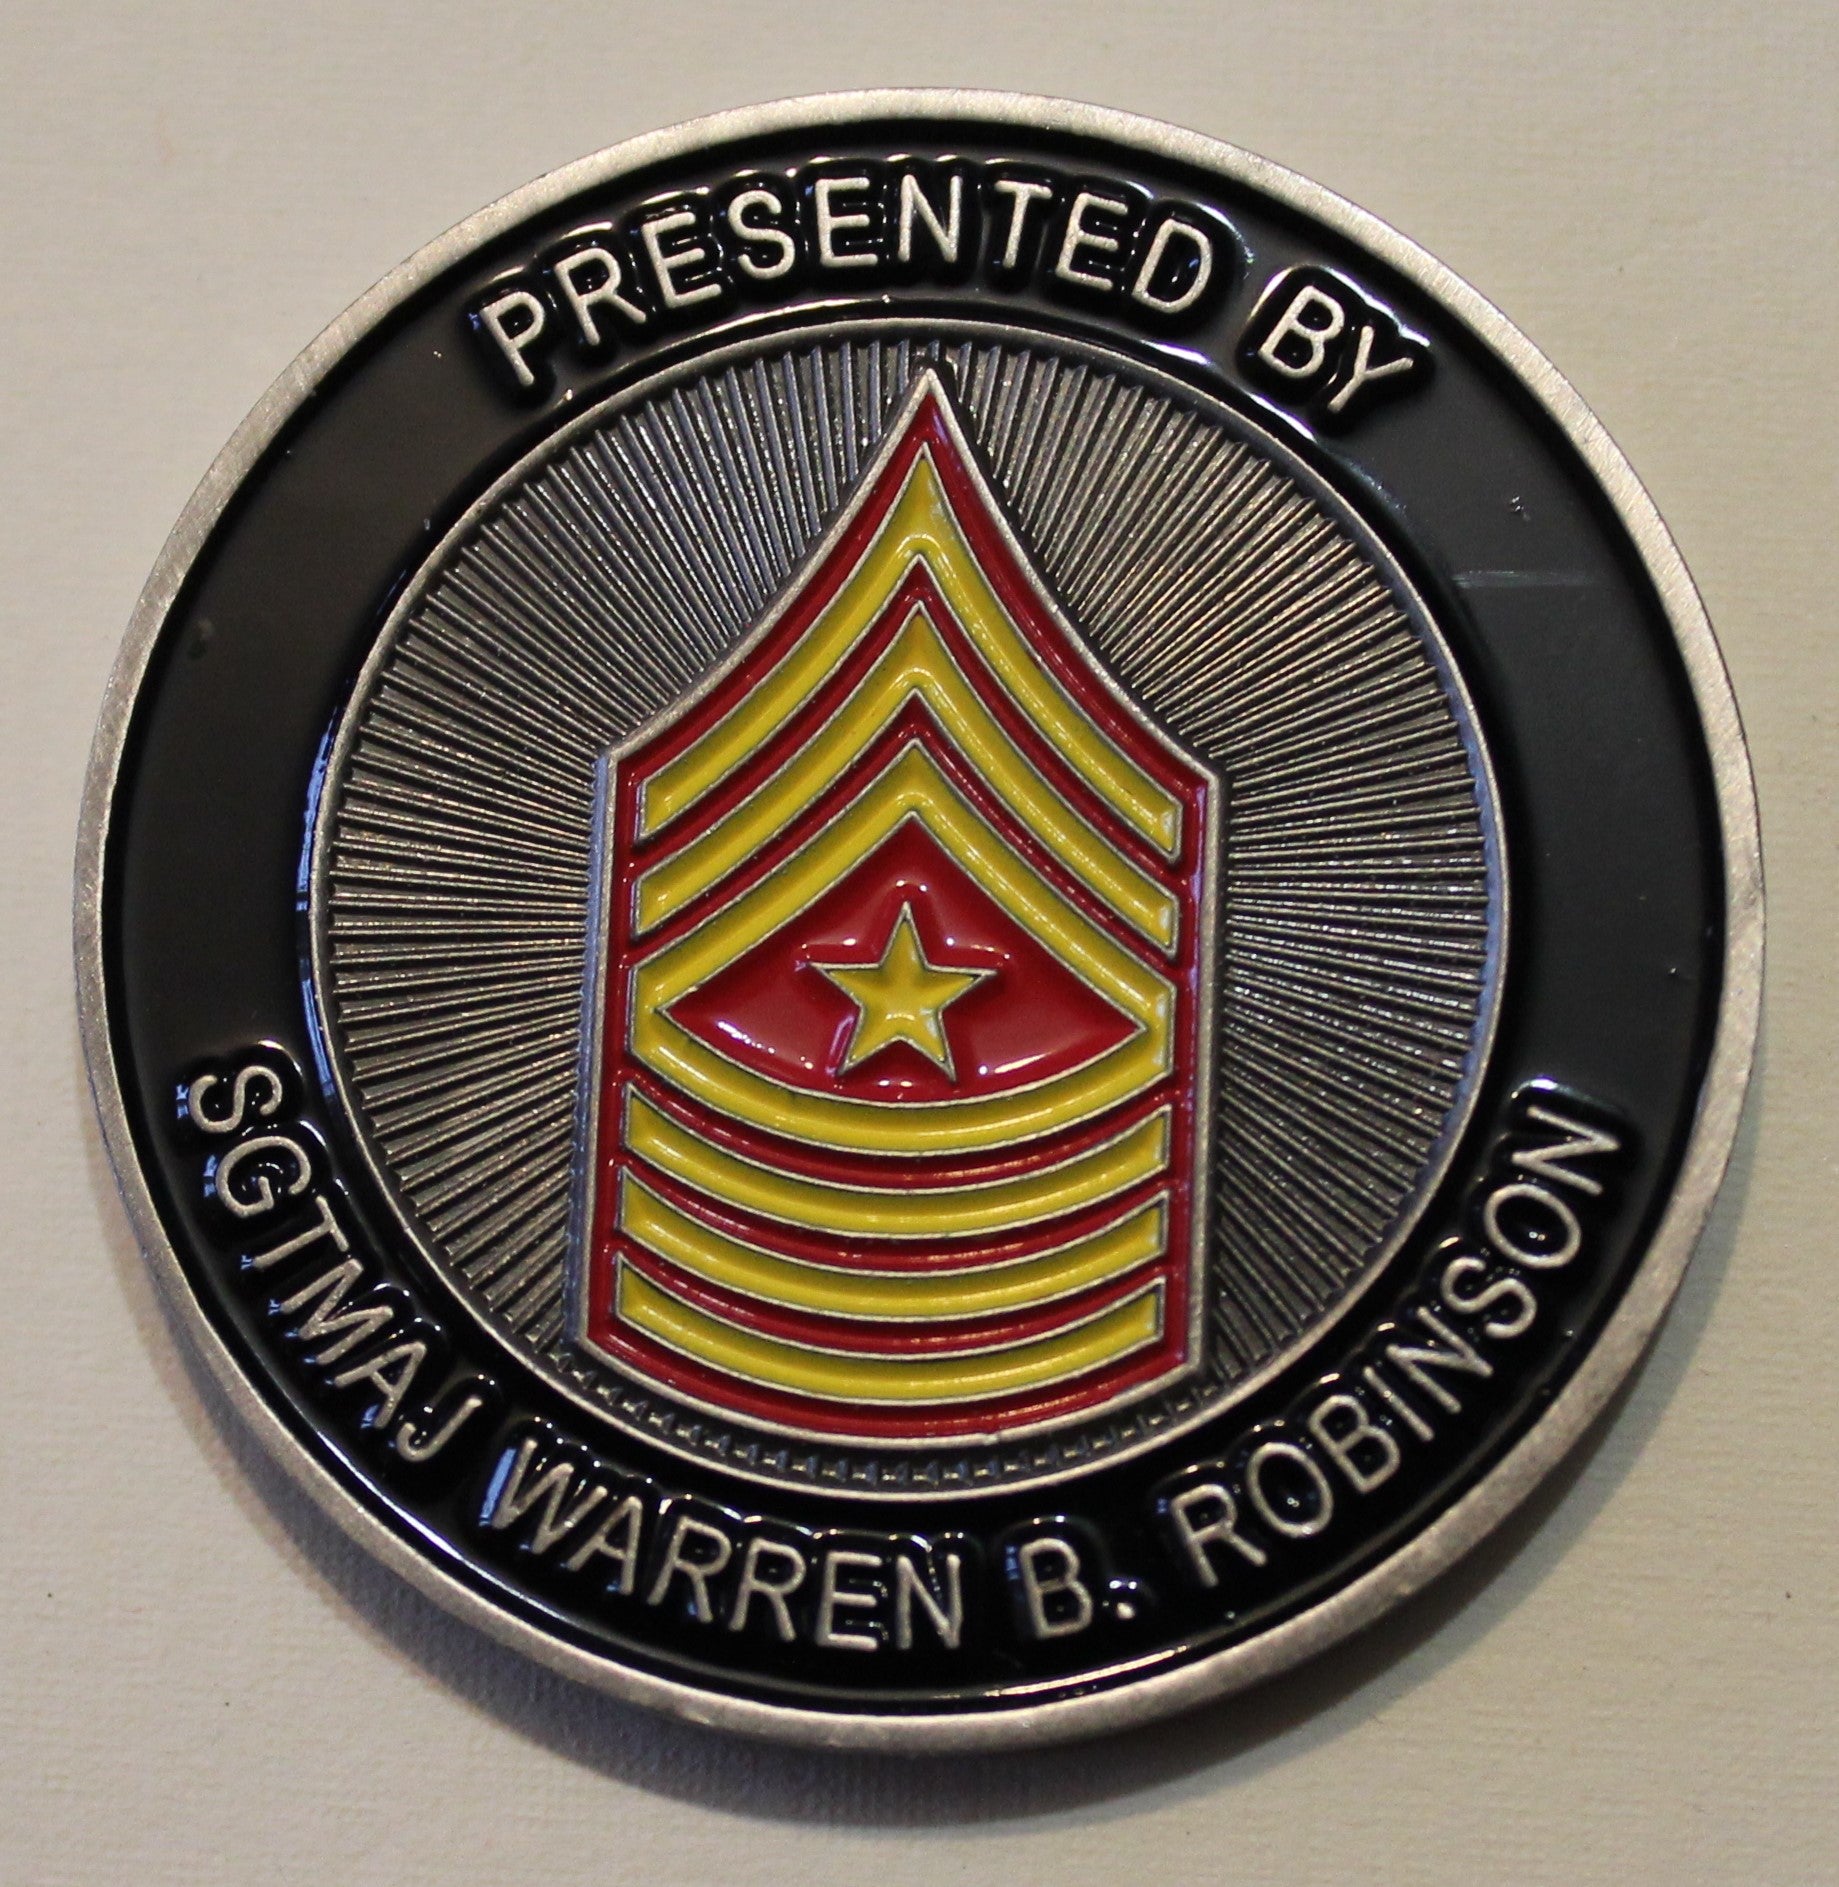 PRESENTED BY
SGTMAJ WARREN B. ROBINSON